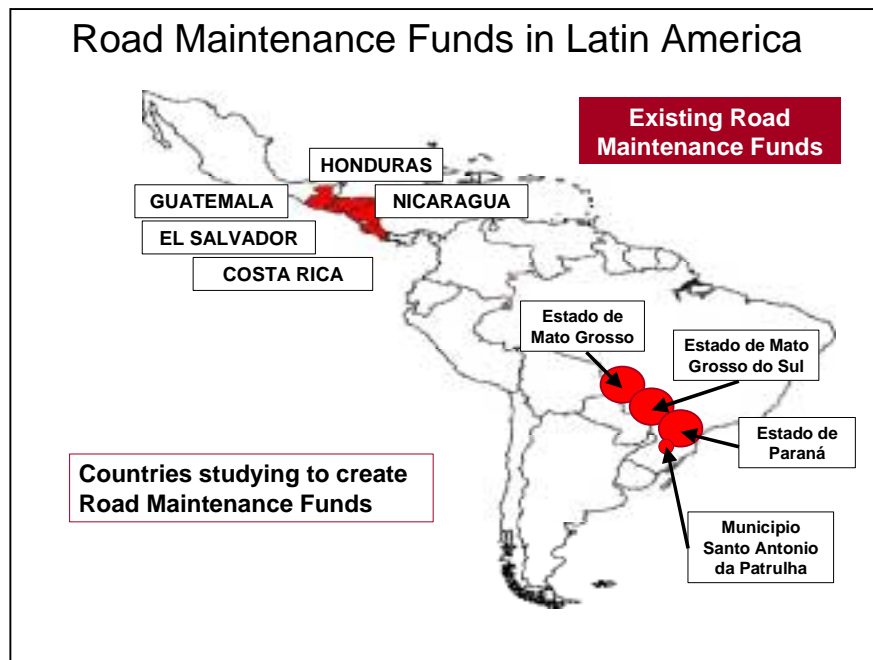 Road Maintenance Funds in Latin America
Existing Road
Maintenance Funds
HONDURAS
GUATEMALA
NICARAGUA
EL SALVADOR
COSTA RICA
Estado de
Mato Grosso
Estado de Mato
Grosso do Sul
Estado de
Paraná
Countries studying to create
Road Maintenance Funds
Municipio
Santo Antonio
da Patrulha